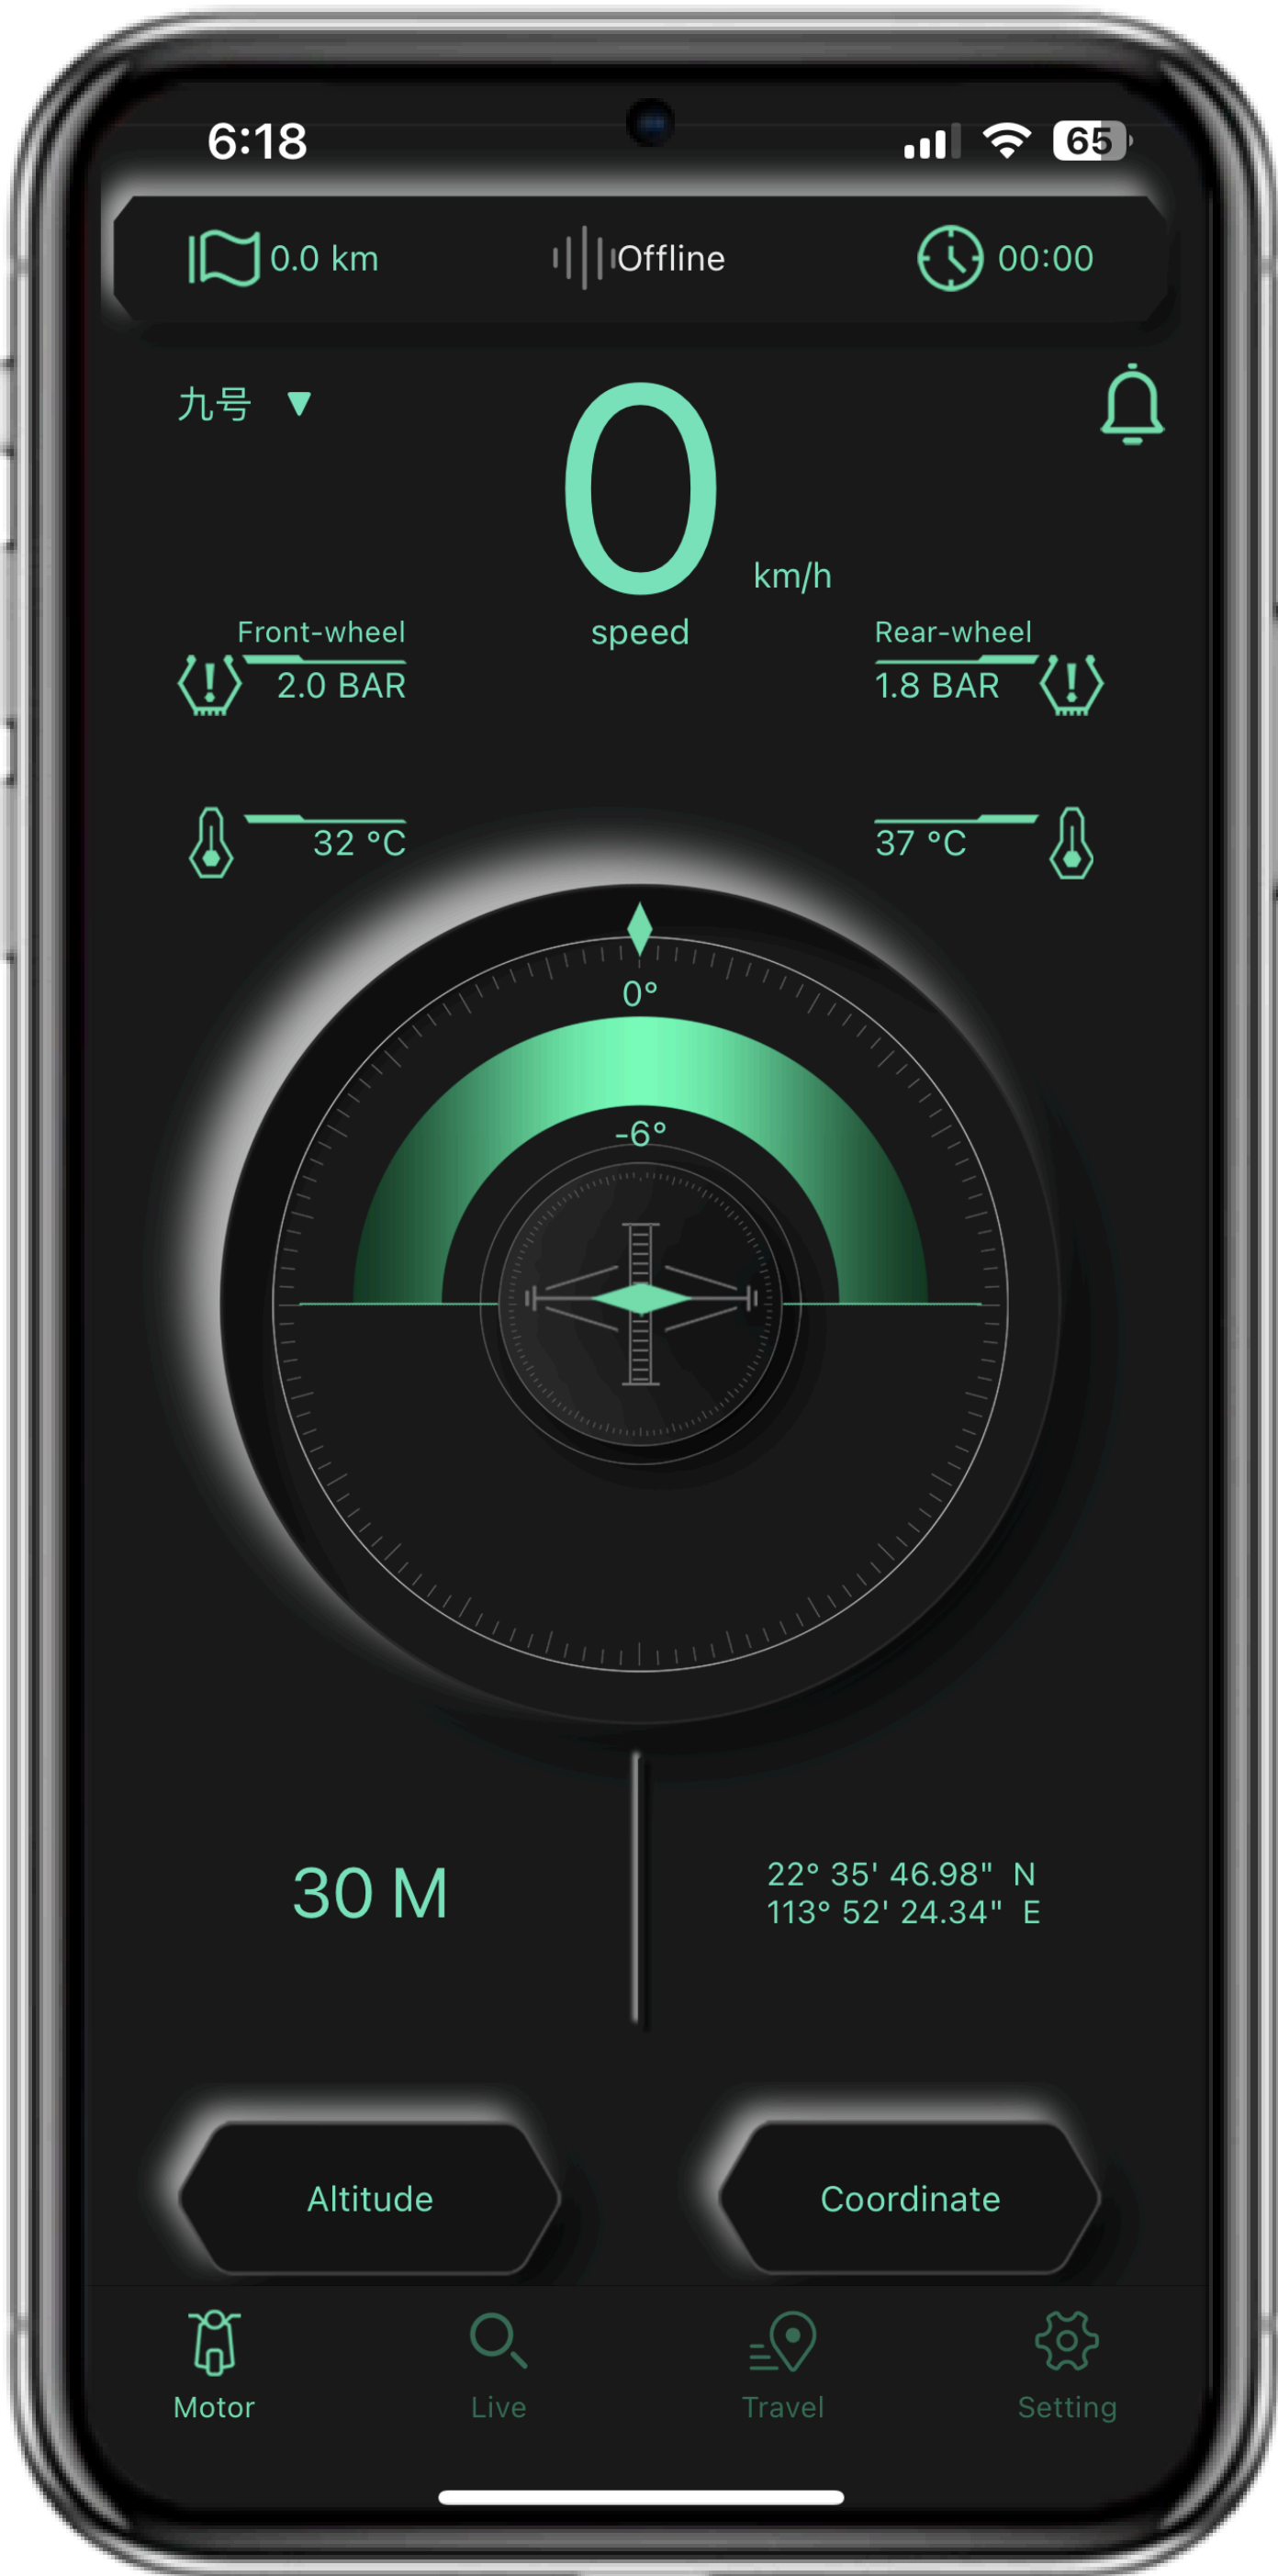 6:18 65
0.0 km Offline 00:00
九号
0 km/h
speed
Front-wheel Rear-wheel
2.0 BAR 1.8 BAR
32 °C 37 °C
0°
-6°
30 M
22° 35' 46.98" N
113° 52' 24.34" E
Altitude Coordinate
Motor Live Travel Setting